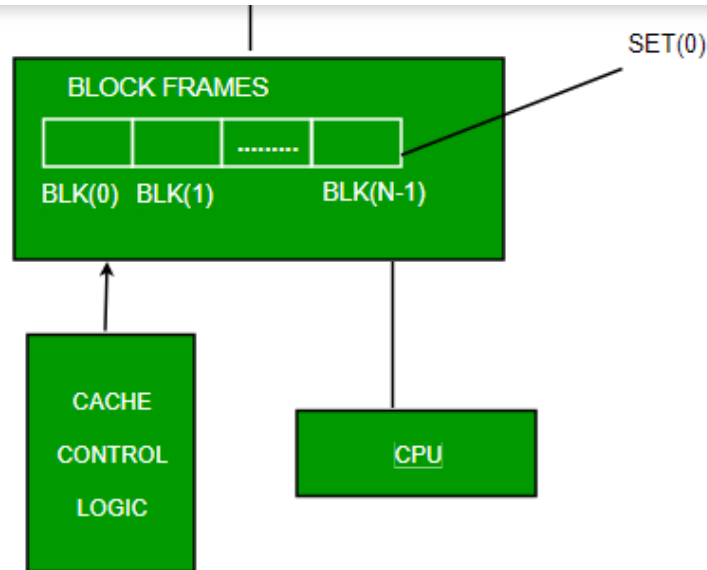 SET(0)
BLOCK FRAMES
.........
BLK(0) BLK(1) BLK(N-1)
CACHE
CONTROL
LOGIC
CPU